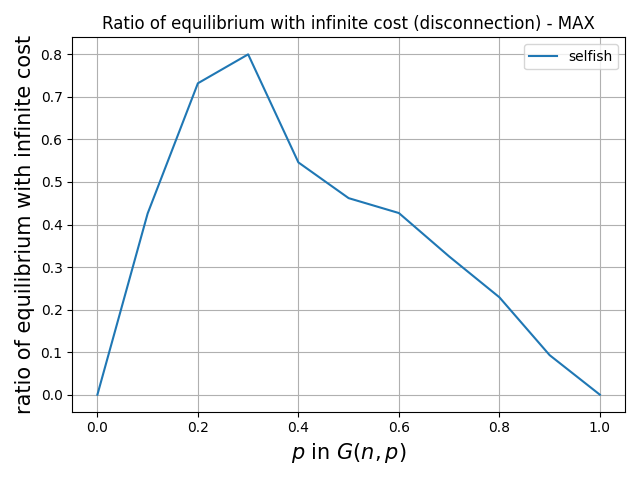 Ratio of equilibrium with infinite cost (disconnection) - MAX
selfish
ratio of equilibrium with infinite cost
0.8
0.7
0.6
0.5
0.4
0.3
0.2
0.1
0.0
0.0 0.2 0.4 0.6 0.8 1.0
p in G(n, p)